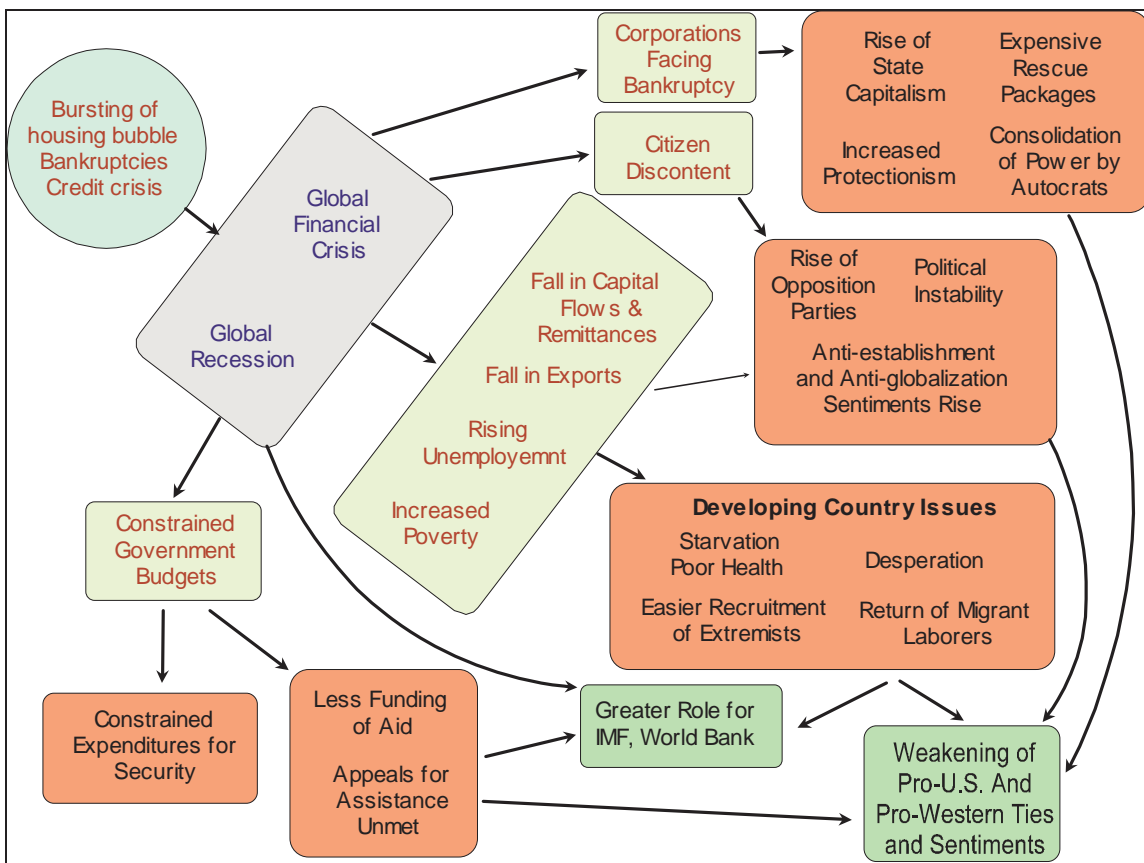 Bursting of
housing bubble
Bankruptcies
Credit crisis
Global
Financial
Crisis
Global
Recession
Corporations
Facing
Bankruptcy
Citizen
Discontent
Rise of
State
Capitalism
Expensive
Rescue
Packages
Increased
Protectionism
Consolidation
of Power by
Autocrats
Fall in Capital
Flows &
Remittances
Fall in Exports
Rising
Unemployemnt
Increased
Poverty
Rise of
Opposition
Parties
Political
Instability
Anti-establishment
and Anti-globalization
Sentiments Rise
Developing Country Issues
Starvation
Poor Health
Desperation
Easier Recruitment
of Extremists
Return of Migrant
Laborers
Constrained
Government
Budgets
Constrained
Expenditures for
Security
Less Funding
of Aid
Appeals for
Assistance
Unmet
Greater Role for
IMF, World Bank
Weakening of
Pro-U.S. And
Pro-Western Ties
and Sentiments